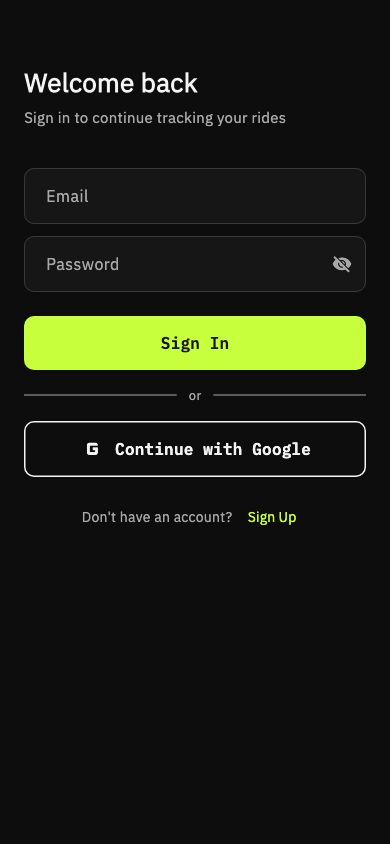 Welcome back
Sign in to continue tracking your rides
Email
Password
Sign In
or
G Continue with Google
Don't have an account? Sign Up